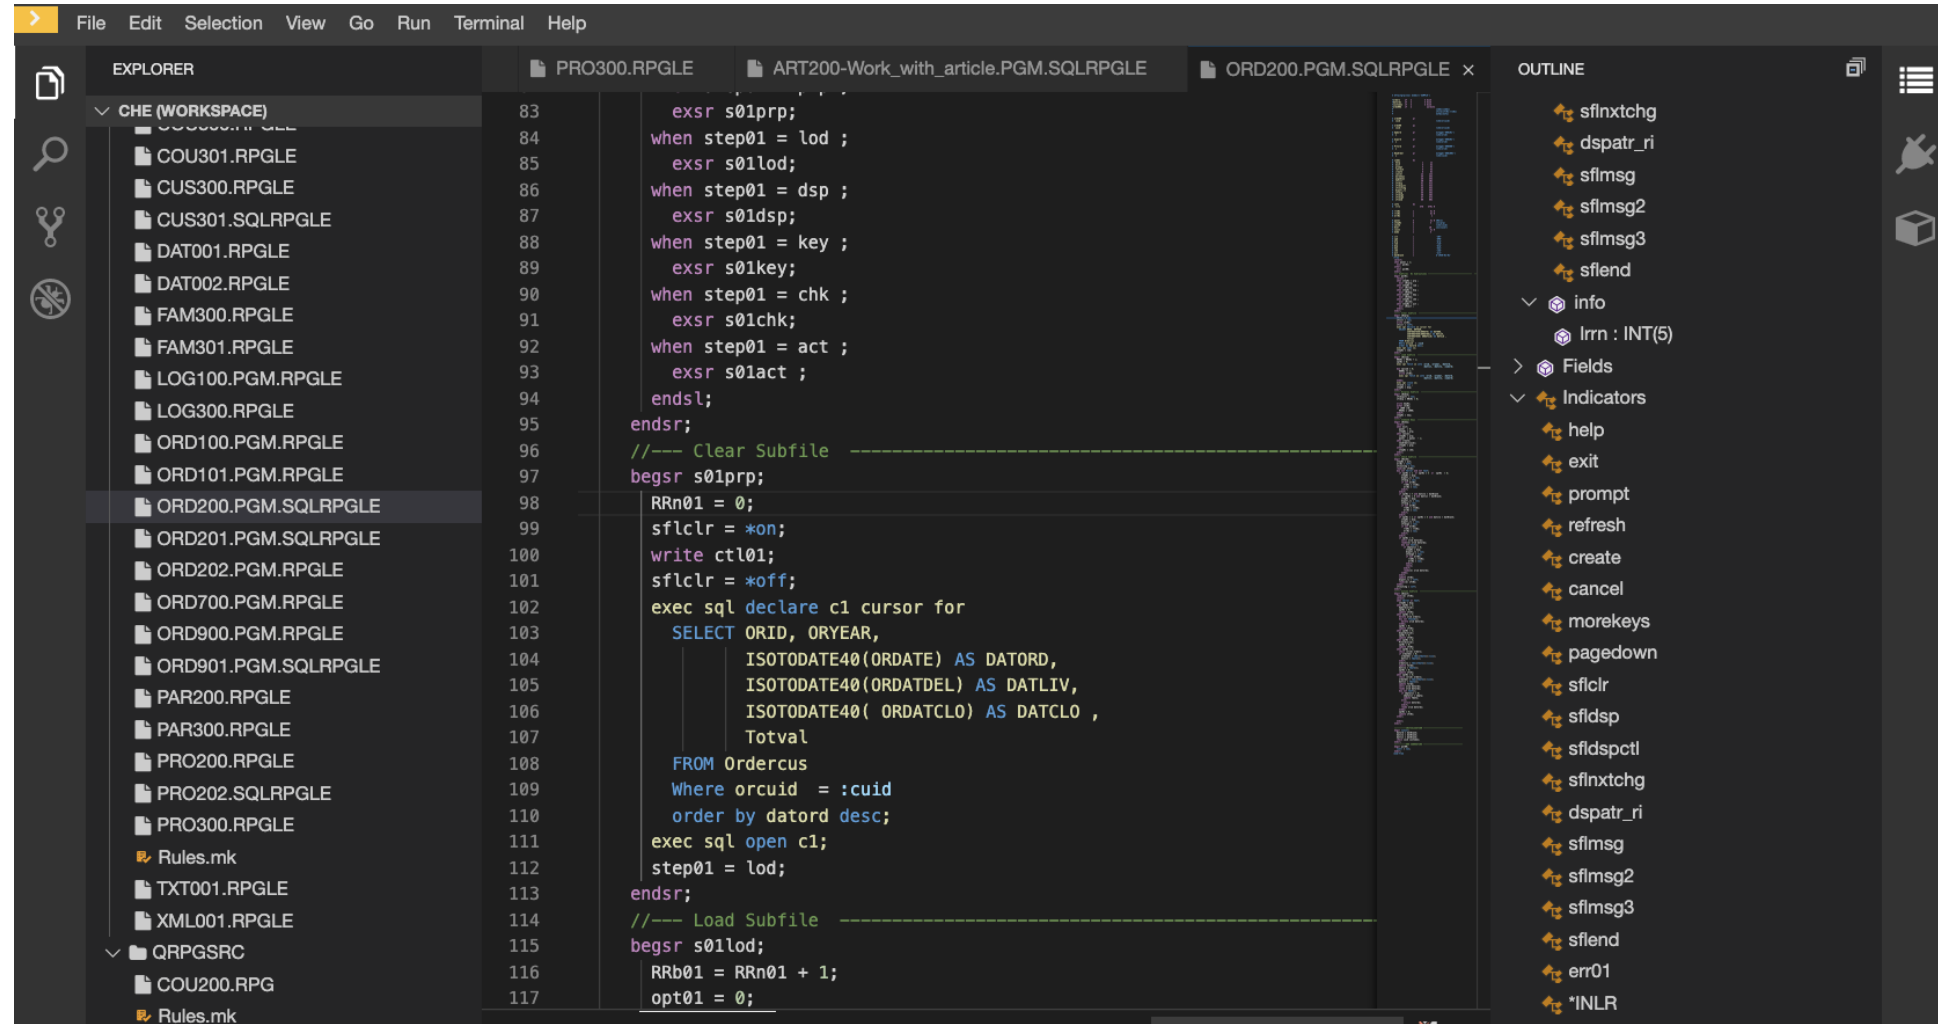 File Edit Selection View Go Run Terminal Help
EXPLORER
CHE (WORKSPACE)
COU301.RPGLE
CUS300.RPGLE
CUS301.SQLRPGLE
DAT001.RPGLE
DAT002.RPGLE
FAM300.RPGLE
FAM301.RPGLE
LOG100.PGM.RPGLE
LOG300.RPGLE
ORD100.PGM.RPGLE
ORD101.PGM.RPGLE
ORD200.PGM.SQLRPGLE
ORD201.PGM.SQLRPGLE
ORD202.PGM.RPGLE
ORD700.PGM.RPGLE
ORD900.PGM.RPGLE
ORD901.PGM.SQLRPGLE
PAR200.RPGLE
PAR300.RPGLE
PRO200.RPGLE
PRO202.SQLRPGLE
PRO300.RPGLE
Rules.mk
TXT001.RPGLE
XML001.RPGLE
QRPGSRC
COU200.RPG
Rules.mk
PRO300.RPGLE ART200-Work_with_article.PGM.SQLRPGLE ORD200.PGM.SQLRPGLE ×
83 exsr s01prp;
84 when step01 = lod ;
85 exsr s01lod;
86 when step01 = dsp ;
87 exsr s01dsp;
88 when step01 = key ;
89 exsr s01key;
90 when step01 = chk ;
91 exsr s01chk;
92 when step01 = act ;
93 exsr s01act ;
94 endsl;
95 endsr;
96 //--- Clear Subfile ---------------------------------------------------
97 begsr s01prp;
98 RRn01 = 0;
99 sflclr = *on;
100 write ctl01;
101 sflclr = *off;
102 exec sql declare c1 cursor for
103 SELECT ORID, ORYEAR,
104 ISOTODATE40(ORDATE) AS DATORD,
105 ISOTODATE40(ORDATDEL) AS DATLIV,
106 ISOTODATE40( ORDATCLO) AS DATCLO ,
107 Totval
108 FROM Ordercus
109 Where orcuid  = :cuid
110 order by datord desc;
111 exec sql open c1;
112 step01 = lod;
113 endsr;
114 //--- Load Subfile ----------------------------------------------------
115 begsr s01lod;
116 RRb01 = RRn01 + 1;
117 opt01 = 0;
OUTLINE
sflnxtchg
dspatr_ri
sflmsg
sflmsg2
sflmsg3
sflend
info
lrrn : INT(5)
Fields
Indicators
help
exit
prompt
refresh
create
cancel
morekeys
pagedown
sflclr
sfldsp
sfldspctl
sflnxtchg
dspatr_ri
sflmsg
sflmsg2
sflmsg3
sflend
err01
*INLR